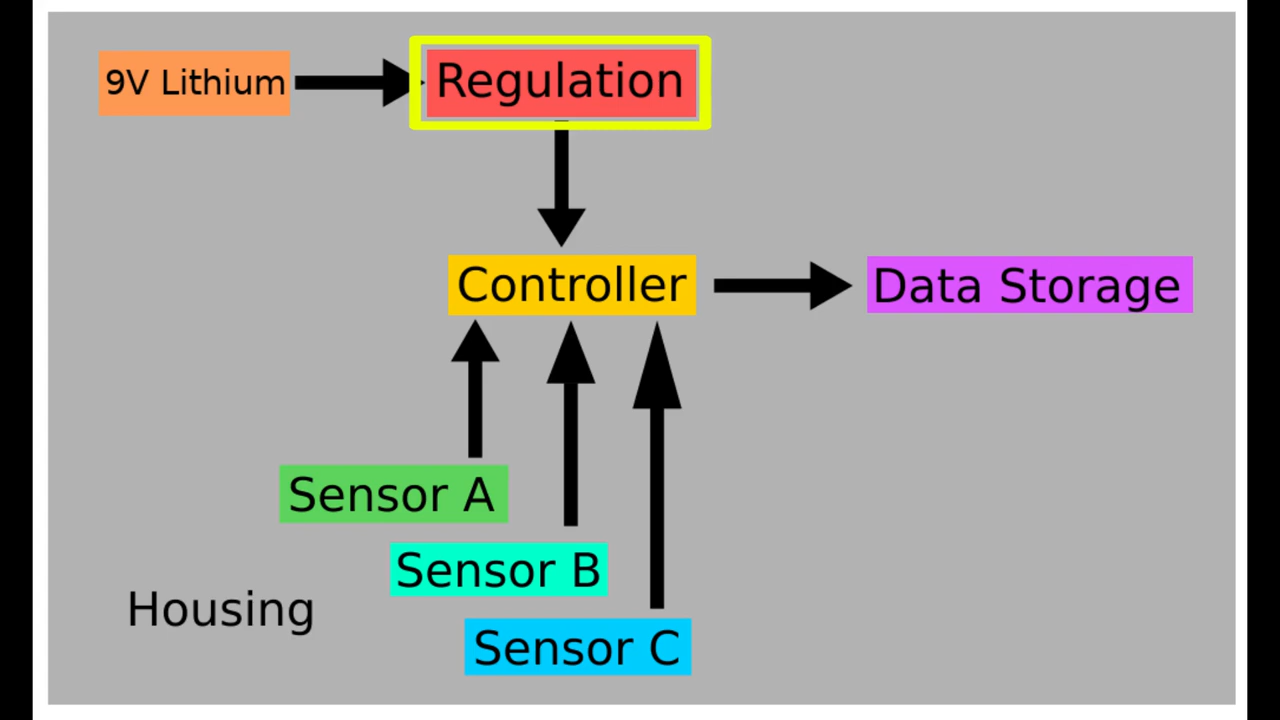 9V Lithium
Regulation
Controller
Data Storage
Sensor A
Sensor B
Housing
Sensor C